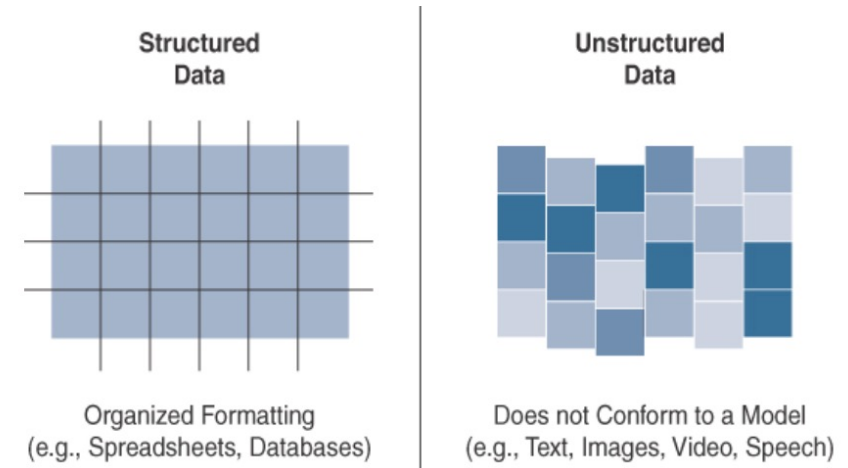 Structured
Data
Organized Formatting
(e.g., Spreadsheets, Databases)
Unstructured
Data
Does not Conform to a Model
(e.g., Text, Images, Video, Speech)